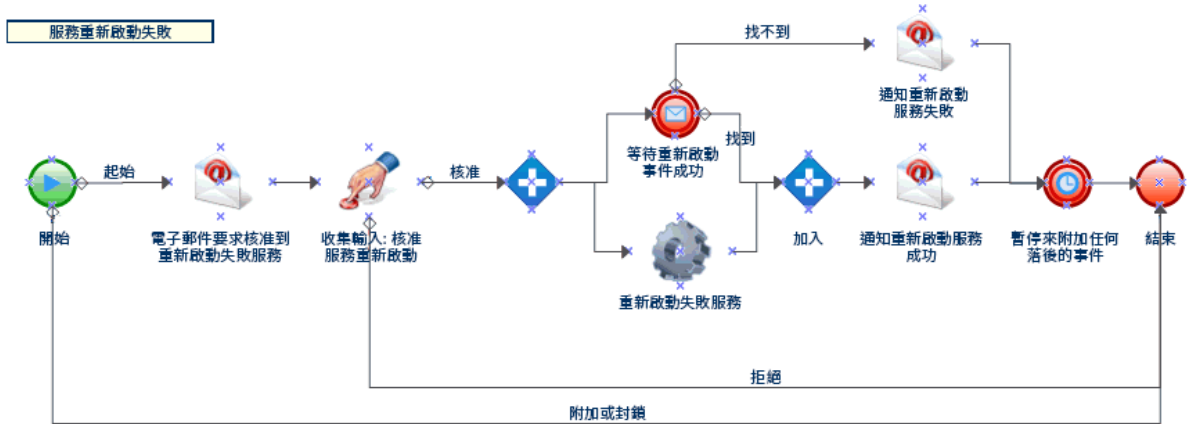 服務重新啟動失敗
找不到
通知重新啟動
服務失敗
找到
等待重新啟動
事件成功
起始
核准
開始
電子郵件要求核准到
重新啟動失敗服務
收集輸入: 核准
服務重新啟動
加入
通知重新啟動服務
成功
暫停來附加任何
落後的事件
結束
重新啟動失敗服務
拒絕
附加或封鎖